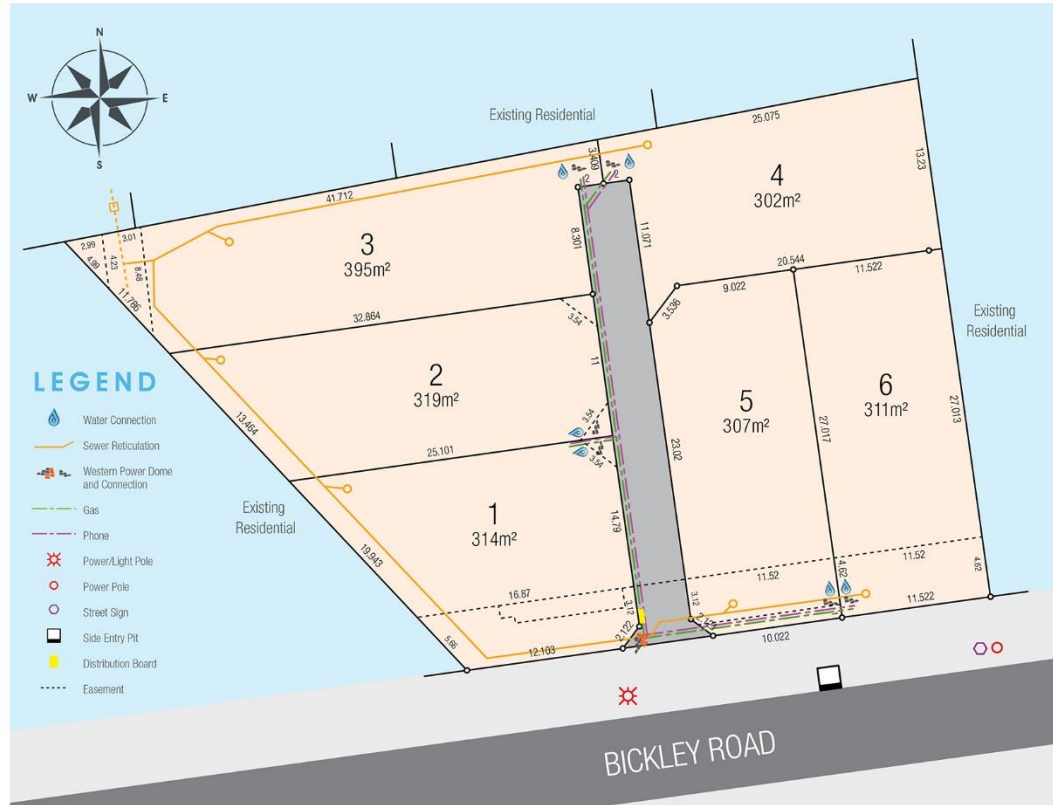 N
W
E
S
Existing Residential
25.075
13.23
3.409
2
2
41.712
4
302m²
3
395m²
8.301
11.071
2.99
3.01
4.99
4.23
8.48
11.786
20.544
9.022
11.522
3.536
32.864
3.54
11
Existing
Residential
2
319m²
5
307m²
6
311m²
27.017
27.013
23.02
13.464
3.54
3.54
25.101
1
314m²
14.79
Existing
Residential
19.943
16.87
3.12
2.122
12.103
5.66
3.12
11.52
11.52
4.62
4.62
10.022
11.522
LEGEND
Water Connection
Sewer Reticulation
Western Power Dome
and Connection
Gas
Phone
Power/Light Pole
Power Pole
Street Sign
Side Entry Pit
Distribution Board
Easement
BICKLEY ROAD